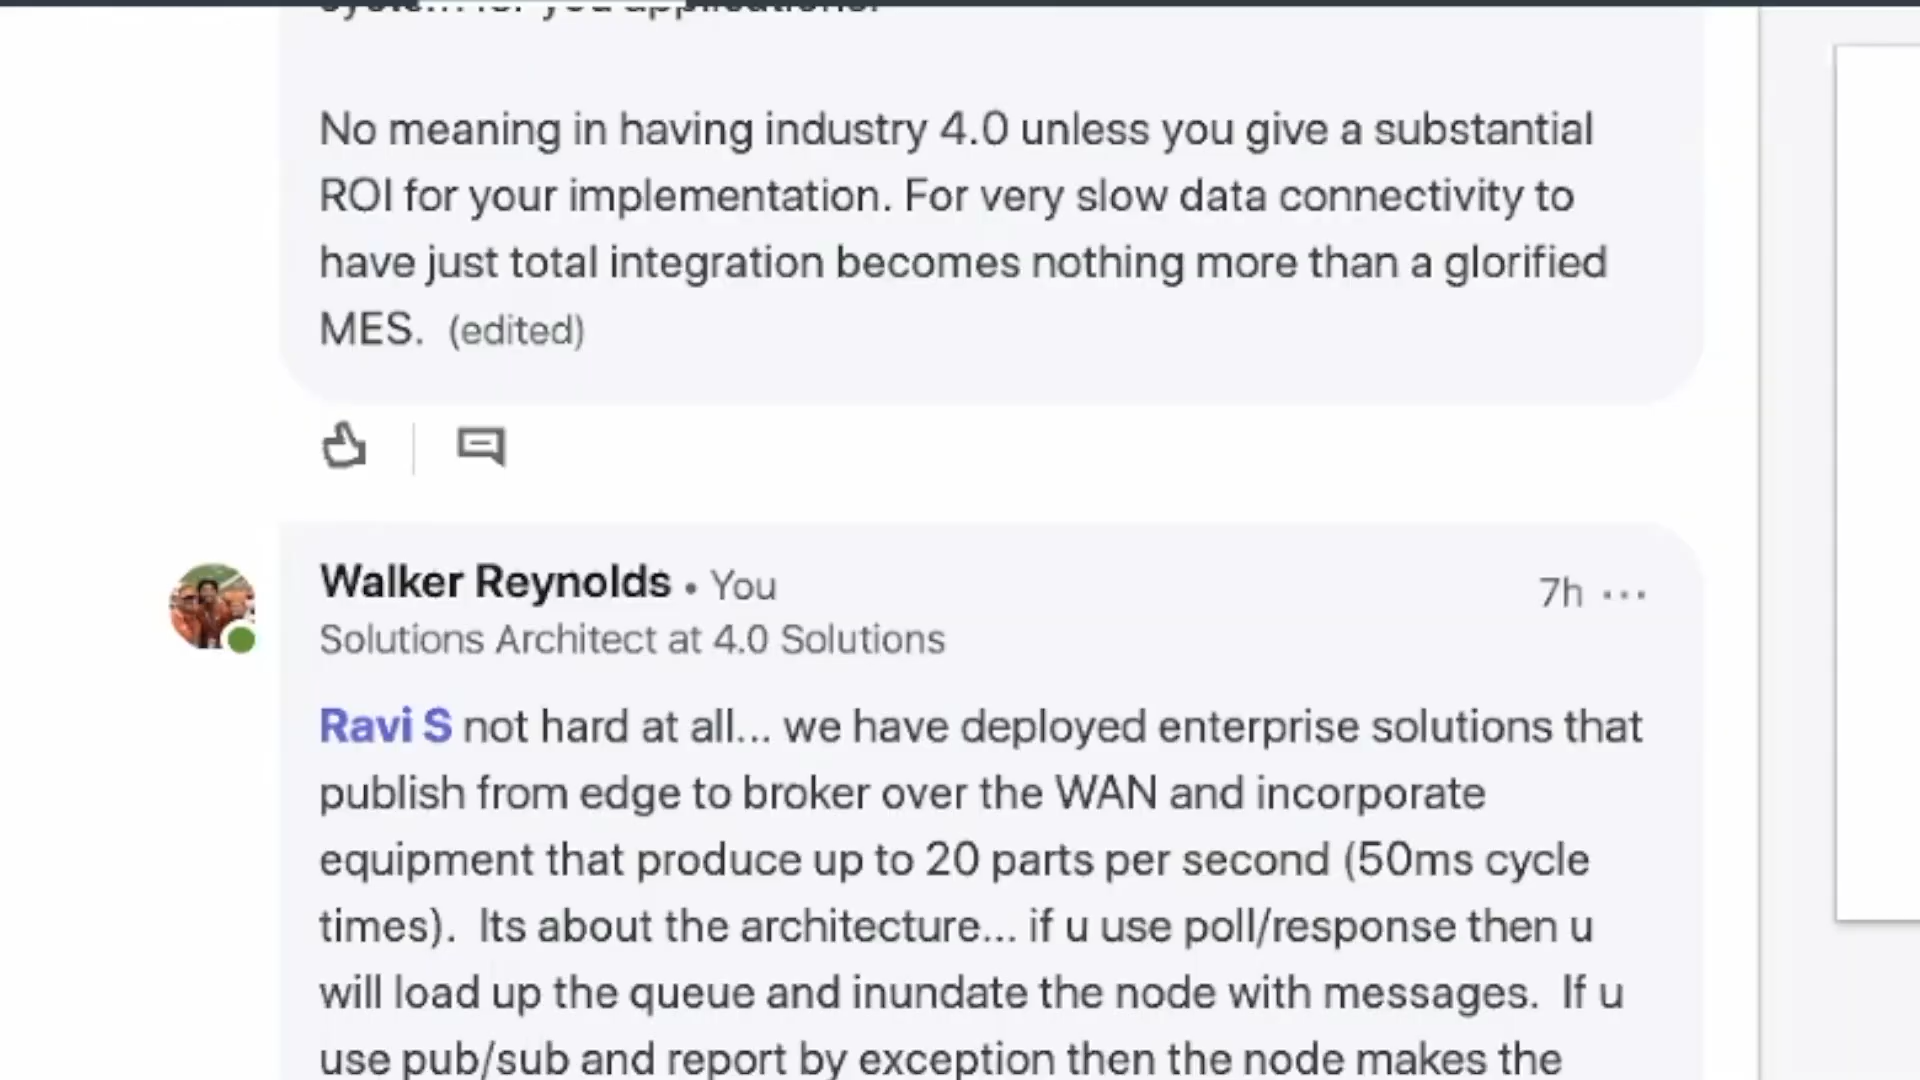 system for you applications.
No meaning in having industry 4.0 unless you give a substantial
ROI for your implementation. For very slow data connectivity to
have just total integration becomes nothing more than a glorified
MES. (edited)
Walker Reynolds • You
7h ...
Solutions Architect at 4.0 Solutions
Ravi S not hard at all... we have deployed enterprise solutions that
publish from edge to broker over the WAN and incorporate
equipment that produce up to 20 parts per second (50ms cycle
times). Its about the architecture... if u use poll/response then u
will load up the queue and inundate the node with messages. If u
use pub/sub and report by exception then the node makes the